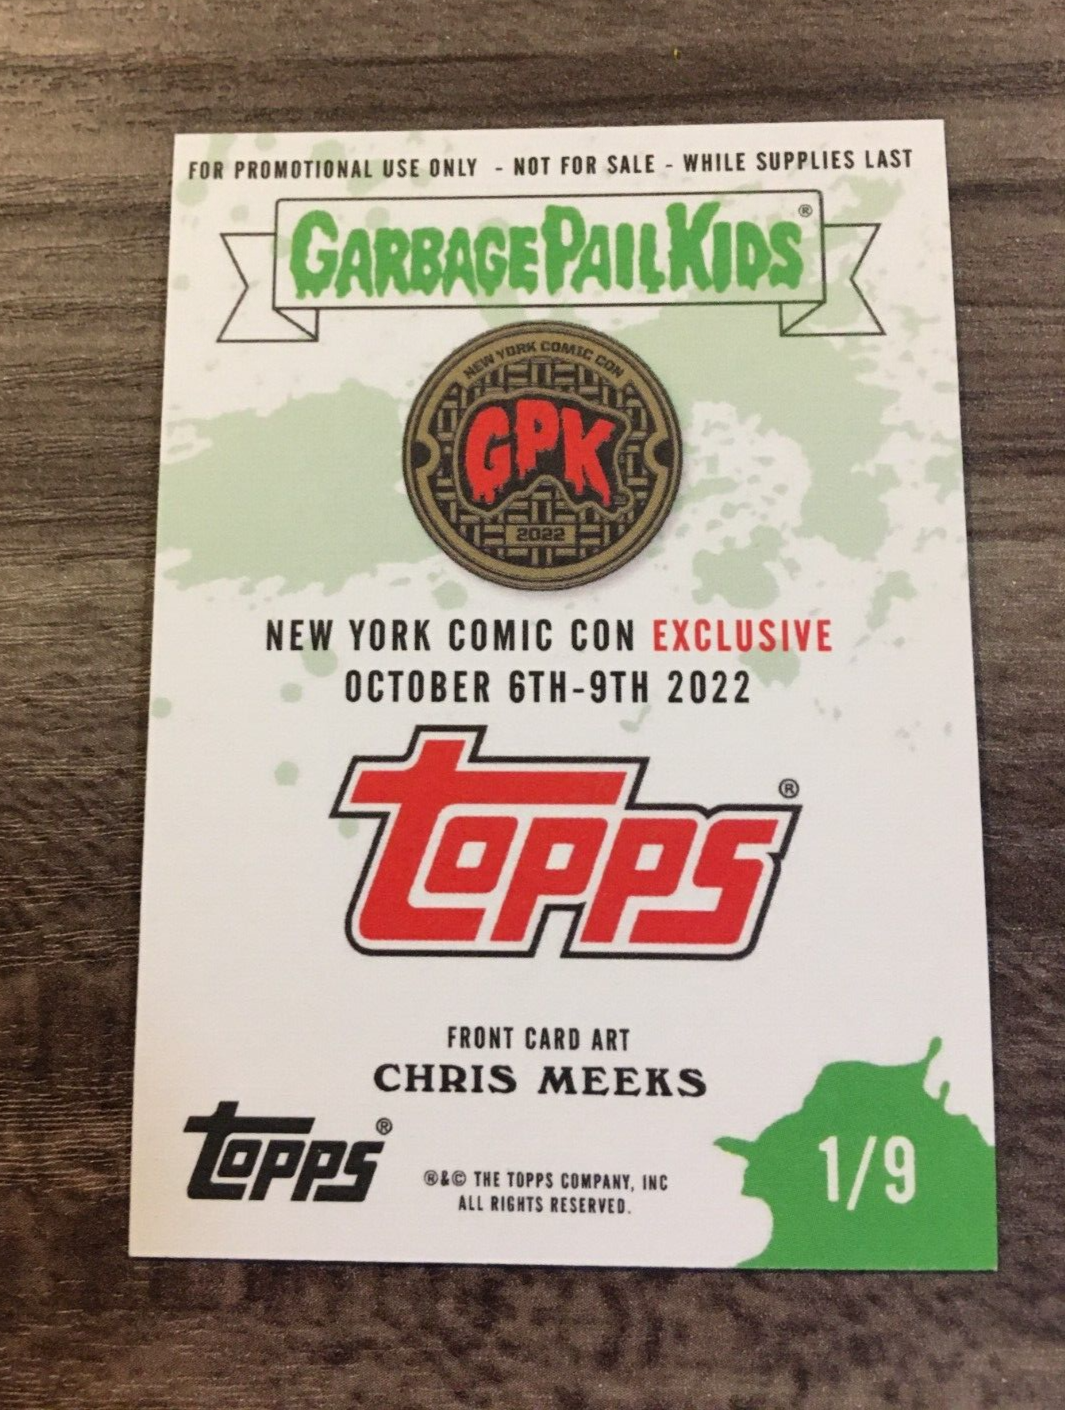 FOR PROMOTIONAL USE ONLY - NOT FOR SALE - WHILE SUPPLIES LAST
GARBAGE PAIL KIDS®
NEW YORK COMIC CON
GPK
2022
NEW YORK COMIC CON EXCLUSIVE
OCTOBER 6TH-9TH 2022
topps®
FRONT CARD ART
CHRIS MEEKS
topps®
®&© THE TOPPS COMPANY, INC
ALL RIGHTS RESERVED.
1/9